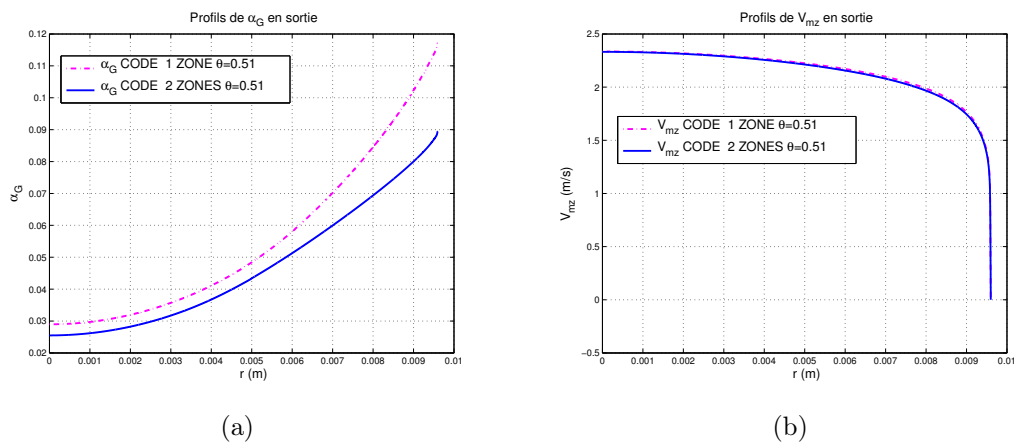 Profils de α_G en sortie
0.12
0.11
0.1
0.09
0.08
0.07
0.06
0.05
0.04
0.03
0.02
α_G
α_G CODE 1 ZONE θ=0.51
α_G CODE 2 ZONES θ=0.51
0 0.001 0.002 0.003 0.004 0.005 0.006 0.007 0.008 0.009 0.01
r (m)
(a)
Profils de V_mz en sortie
2.5
2
1.5
1
0.5
0
−0.5
V_mz (m/s)
V_mz CODE 1 ZONE θ=0.51
V_mz CODE 2 ZONES θ=0.51
0 0.001 0.002 0.003 0.004 0.005 0.006 0.007 0.008 0.009 0.01
r (m)
(b)